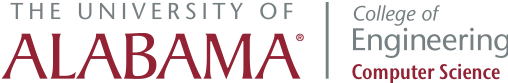 THE UNIVERSITY OF
ALABAMA®
College of
Engineering
Computer Science